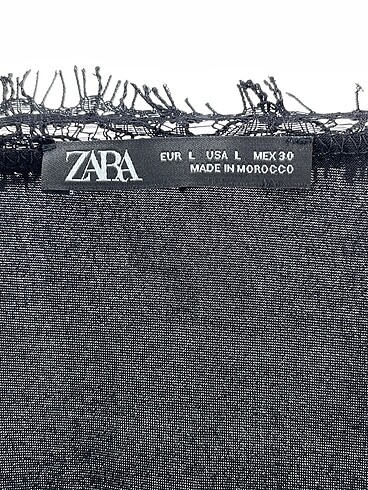 ZARA
EUR L USA L MEX 30
MADE IN MOROCCO